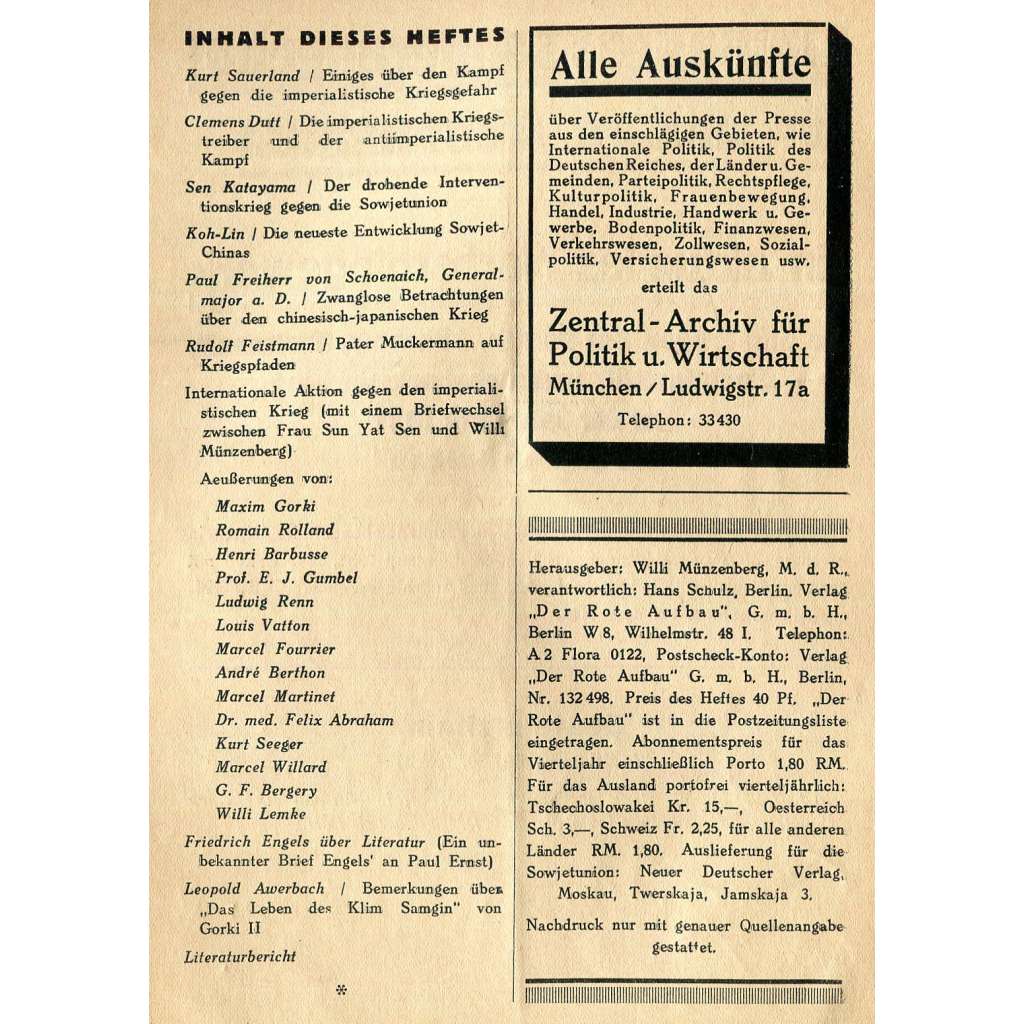 INHALT DIESES HEFTES
Kurt Sauerland / Einiges über den Kampf
gegen die imperialistische Kriegsgefahr
Clemens Dutt / Die imperialistischen Kriegs-
treiber und der antiimperialistische
Kampf
Sen Katayama / Der drohende Interven-
tionskrieg gegen die Sowjetunion
Koh-Lin / Die neueste Entwicklung Sowjet-
Chinas
Paul Freiherr von Schoenaich, General-
major a. D. / Zwanglose Betrachtungen
über den chinesisch-japanischen Krieg
Rudolf Feistmann / Pater Muckermann auf
Kriegspfaden
Internationale Aktion gegen den imperiali-
stischen Krieg (mit einem Briefwechsel
zwischen Frau Sun Yat Sen und Willi
Münzenberg)
Aeußerungen von:
Maxim Gorki
Romain Rolland
Henri Barbusse
Prof. E. J. Gumbel
Ludwig Renn
Louis Vatton
Marcel Fourrier
André Berthon
Marcel Martinet
Dr. med. Felix Abraham
Kurt Seeger
Marcel Willard
G. F. Bergery
Willi Lemke
Friedrich Engels über Literatur (Ein un-
bekannter Brief Engels' an Paul Ernst)
Leopold Awerbach / Bemerkungen über
„Das Leben des Klim Samgin" von
Gorki II
Literaturbericht
*
Alle Auskünfte
über Veröffentlichungen der Presse
aus den einschlägigen Gebieten, wie
Internationale Politik, Politik des
Deutschen Reiches, der Länder u. Ge-
meinden, Parteipolitik, Rechtspflege,
Kulturpolitik, Frauenbewegung,
Handel, Industrie, Handwerk u. Ge-
werbe, Bodenpolitik, Finanzwesen,
Verkehrswesen, Zollwesen, Sozial-
politik, Versicherungswesen usw.
erteilt das
Zentral-Archiv für
Politik u. Wirtschaft
München / Ludwigstr. 17a
Telephon: 33430
Herausgeber: Willi Münzenberg, M. d. R.,
verantwortlich: Hans Schulz, Berlin. Verlag
„Der Rote Aufbau", G. m. b. H.,
Berlin W 8, Wilhelmstr. 48 I. Telephon:
A 2 Flora 0122, Postscheck-Konto: Verlag
„Der Rote Aufbau" G. m. b. H., Berlin,
Nr. 132 498. Preis des Heftes 40 Pf. „Der
Rote Aufbau" ist in die Postzeitungsliste
eingetragen. Abonnementspreis für das
Vierteljahr einschließlich Porto 1,80 RM.
Für das Ausland portofrei vierteljährlich:
Tschechoslowakei Kr. 15,—, Oesterreich
Sch. 3,—, Schweiz Fr. 2,25, für alle anderen
Länder RM. 1,80. Auslieferung für die
Sowjetunion: Neuer Deutscher Verlag,
Moskau, Twerskaja, Jamskaja 3.
Nachdruck nur mit genauer Quellenangabe
gestattet.